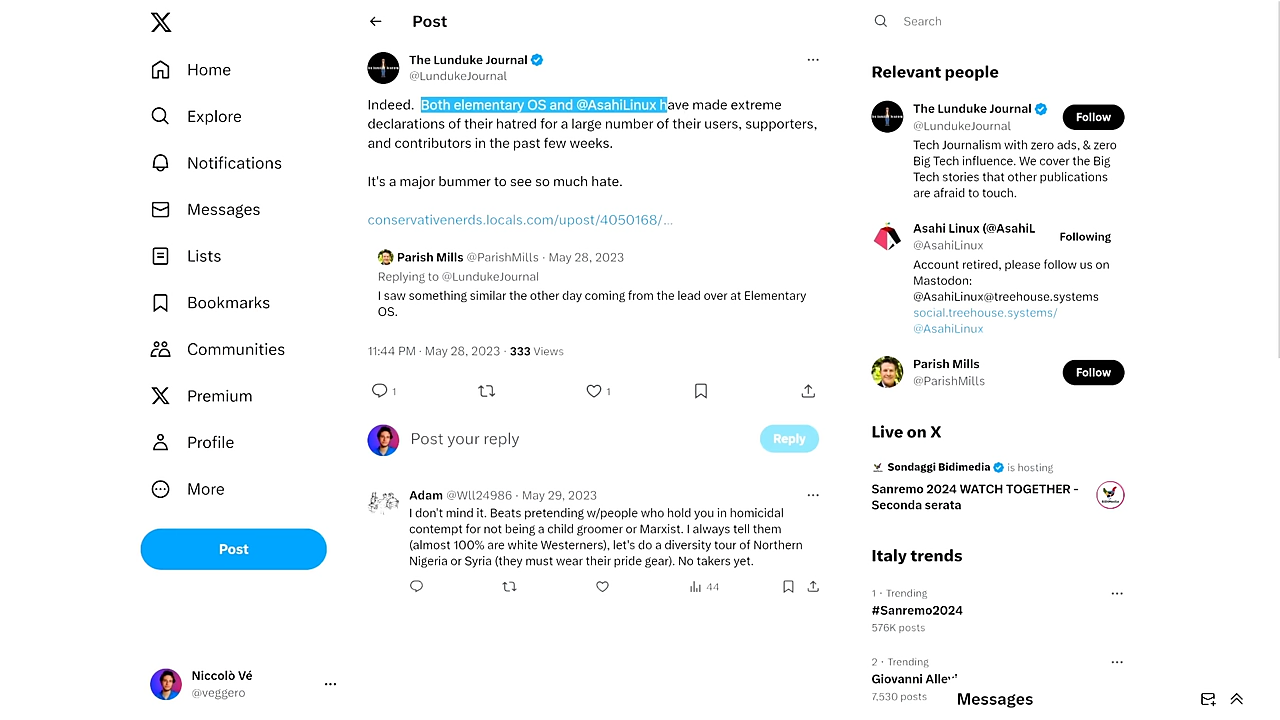 Home
Explore
Notifications
Messages
Lists
Bookmarks
Communities
Premium
Profile
More
Post
Niccolò Vé
@veggero
Post
The Lunduke Journal
@LundukeJournal
Indeed. Both elementary OS and @AsahiLinux have made extreme
declarations of their hatred for a large number of their users, supporters,
and contributors in the past few weeks.
It's a major bummer to see so much hate.
conservativenerds.locals.com/upost/4050168/...
Parish Mills @ParishMills · May 28, 2023
Replying to @LundukeJournal
I saw something similar the other day coming from the lead over at Elementary
OS.
11:44 PM · May 28, 2023 · 333 Views
1 1
Post your reply
Reply
Adam @Wll24986 · May 29, 2023
I don't mind it. Beats pretending w/people who hold you in homicidal
contempt for not being a child groomer or Marxist. I always tell them
(almost 100% are white Westerners), let's do a diversity tour of Northern
Nigeria or Syria (they must wear their pride gear). No takers yet.
44
Search
Relevant people
The Lunduke Journal
@LundukeJournal
Follow
Tech Journalism with zero ads, & zero
Big Tech influence. We cover the Big
Tech stories that other publications
are afraid to touch.
Asahi Linux (@AsahiL
@AsahiLinux
Following
Account retired, please follow us on
Mastodon:
@AsahiLinux@treehouse.systems
social.treehouse.systems/
@AsahiLinux
Parish Mills
@ParishMills
Follow
Live on X
Sondaggi Bidimedia is hosting
Sanremo 2024 WATCH TOGETHER -
Seconda serata
Italy trends
1 · Trending
#Sanremo2024
576K posts
2 · Trending
Giovanni Allevi
7,530 posts
Messages